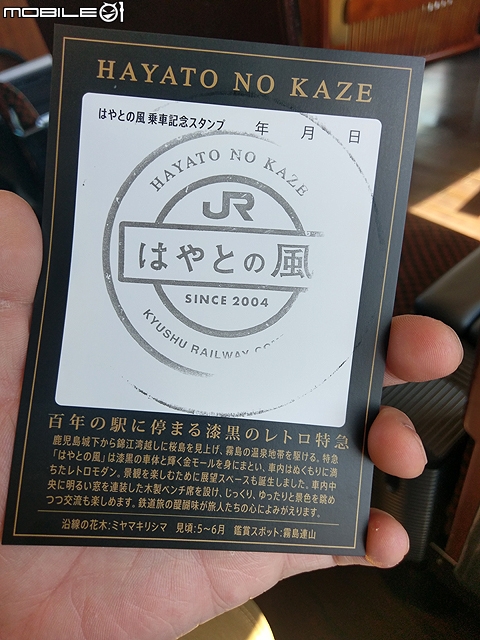 MOBILE01
HAYATO NO KAZE
はやとの風 乗車記念スタンプ 年 月 日
HAYATO NO KAZE
JR
はやとの風
SINCE 2004
KYUSHU RAILWAY
百年の駅に停まる漆黒のレトロ特急
鹿児島城下から錦江湾越しに桜島を見上げ、霧島の温泉地帯を駆ける。特急
「はやとの風」は漆黒の車体と輝く金モールを身にまとい、車内はぬくもりに満
ちたレトロモダン。景観を楽しむために展望スペースも誕生しました。車内中
央に明るい窓を連装した木製ベンチ席を設け、じっくり、ゆったりと景色を眺め
つつ交流も楽しめます。鉄道旅の醍醐味が旅人たちの心によみがえります。
沿線の花木:ミヤマキリシマ 見頃:5~6月 鑑賞スポット:霧島連山